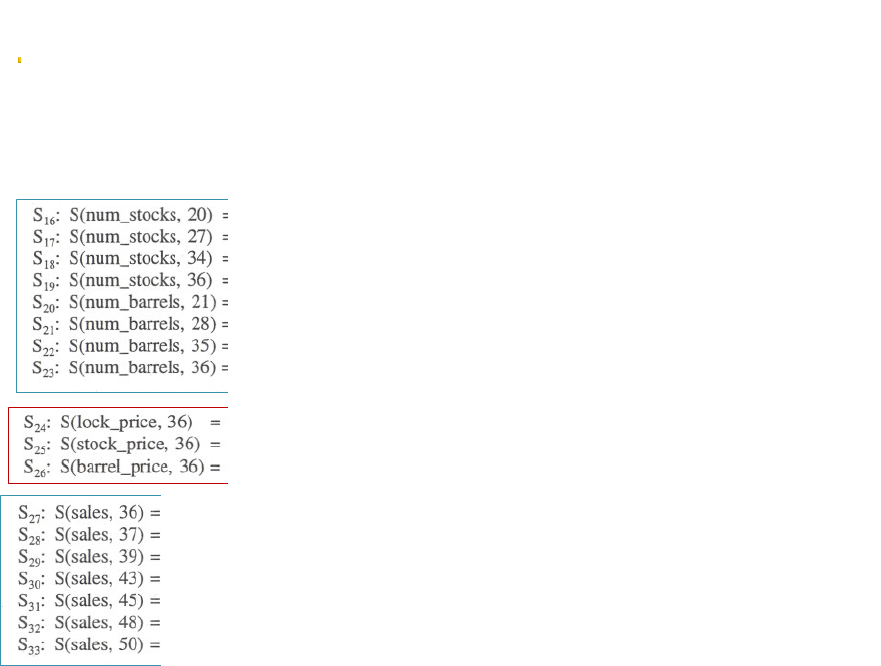 S16: S(num_stocks, 20) =
S17: S(num_stocks, 27) =
S18: S(num_stocks, 34) =
S19: S(num_stocks, 36) =
S20: S(num_barrels, 21) =
S21: S(num_barrels, 28) =
S22: S(num_barrels, 35) =
S23: S(num_barrels, 36) =
S24: S(lock_price, 36) =
S25: S(stock_price, 36) =
S26: S(barrel_price, 36) =
S27: S(sales, 36) =
S28: S(sales, 37) =
S29: S(sales, 39) =
S30: S(sales, 43) =
S31: S(sales, 45) =
S32: S(sales, 48) =
S33: S(sales, 50) =